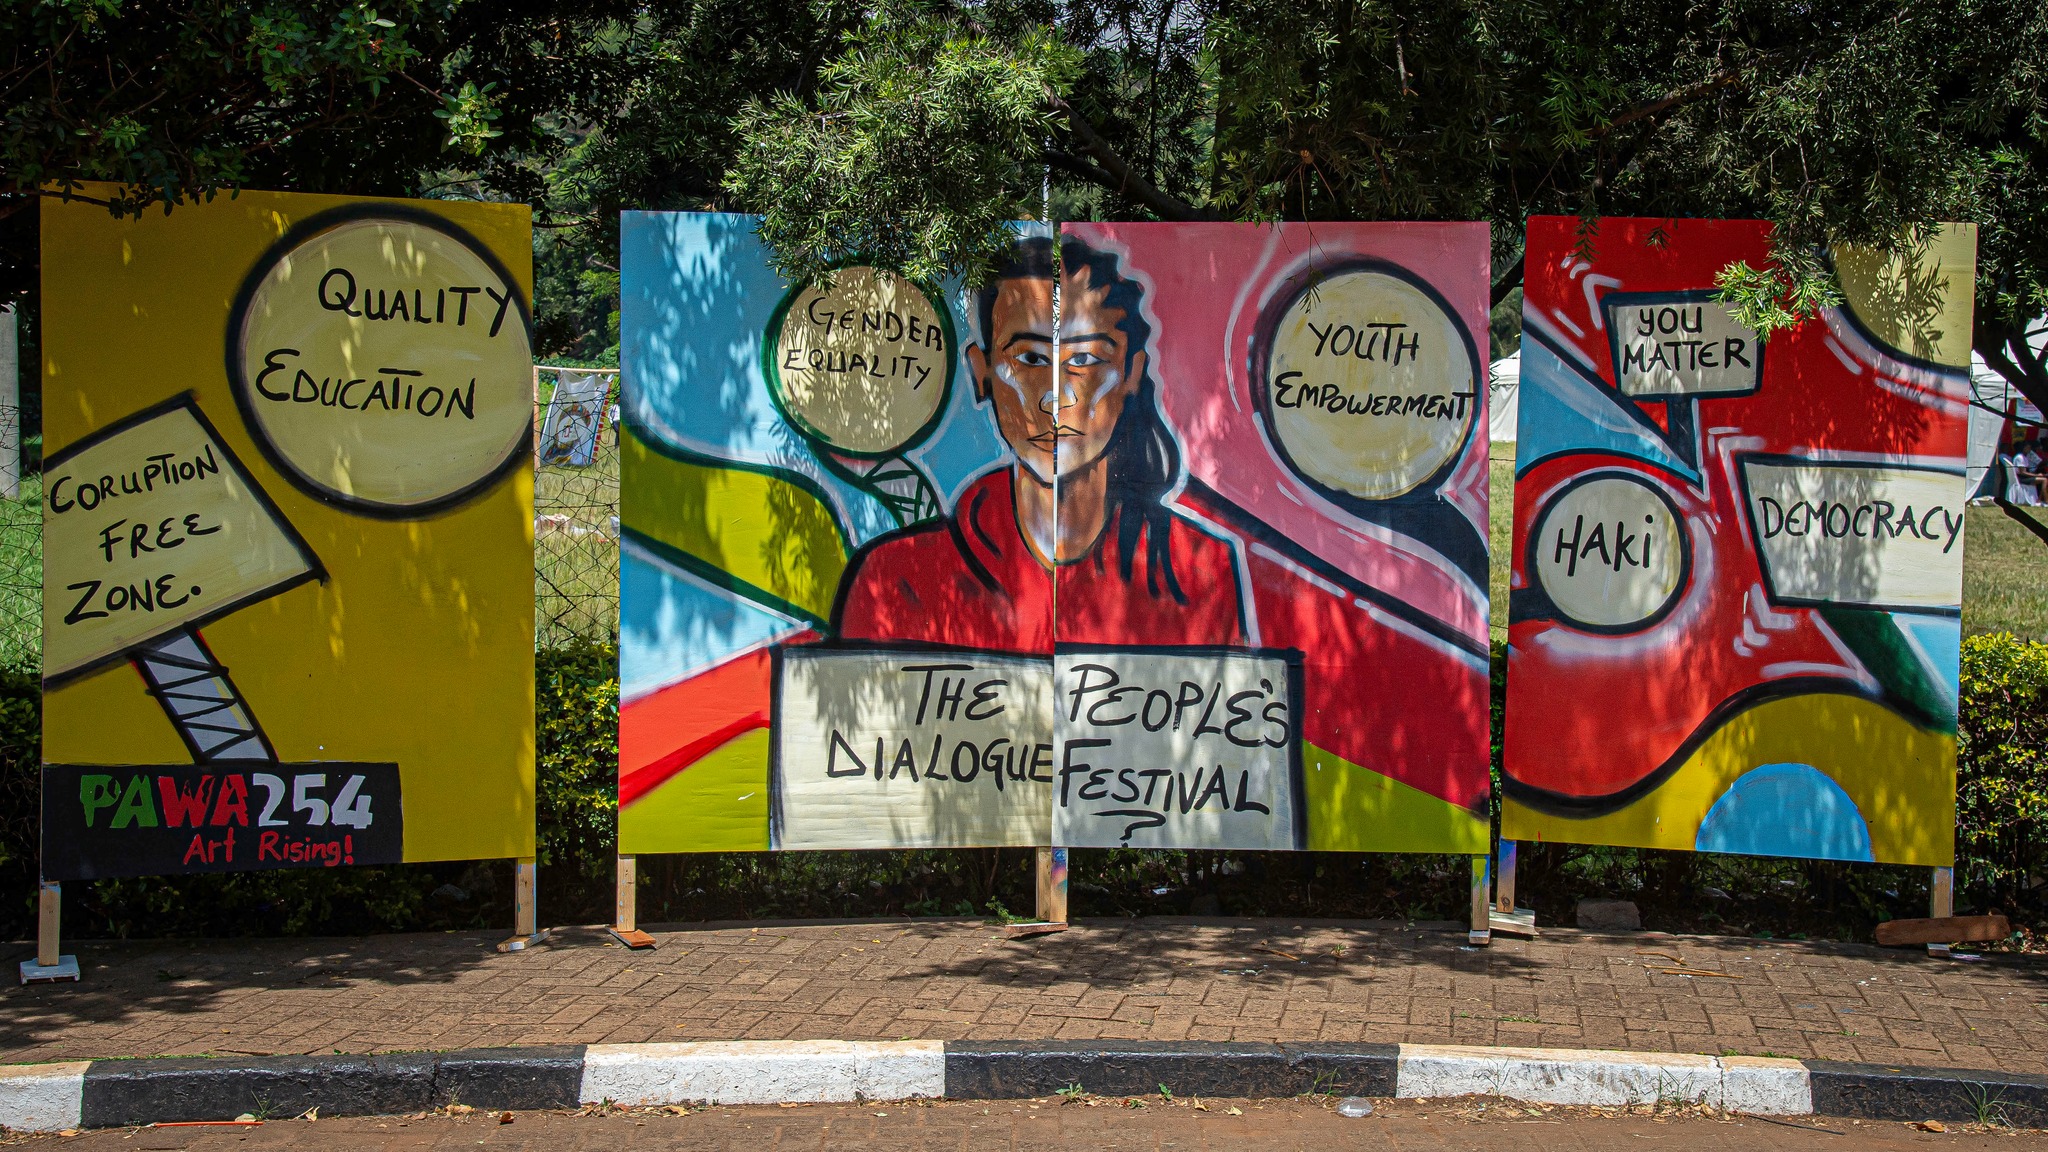 QUALITY
EDUCATION
CORUPTION
FREE
ZONE.
PAWA254
Art Rising!
GENDER
EQUALITY
YOUTH
EMPOWERMENT
THE PEOPLE'S
DIALOGUE FESTIVAL
?
YOU
MATTER
HAKi
DEMOCRACY